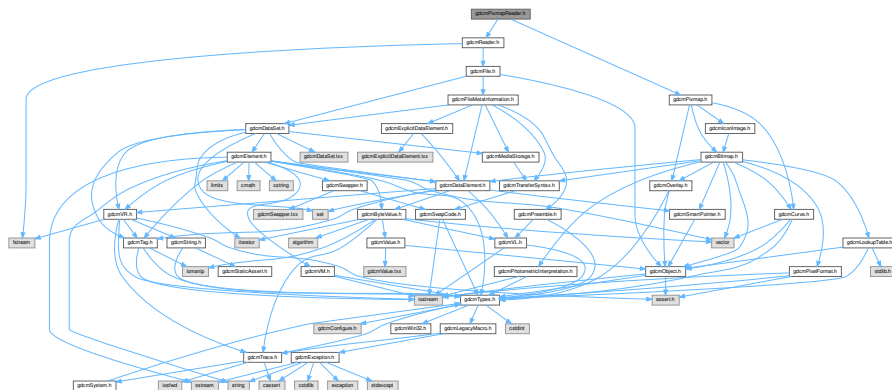 gdcmPixmapReader.h
gdcmReader.h
gdcmFile.h
gdcmFileMetaInformation.h
gdcmPixmap.h
gdcmDataSet.h
gdcmExplicitDataElement.h
gdcmIconImage.h
gdcmElement.h
gdcmDataSet.txx
gdcmExplicitDataElement.txx
gdcmMediaStorage.h
gdcmBitmap.h
limits
cmath
cstring
gdcmSwapper.h
gdcmDataElement.h
gdcmTransferSyntax.h
gdcmOverlay.h
gdcmVR.h
gdcmSwapper.txx
set
gdcmByteValue.h
gdcmSwapCode.h
gdcmPreamble.h
gdcmSmartPointer.h
gdcmCurve.h
fstream
gdcmTag.h
gdcmString.h
iterator
algorithm
gdcmValue.h
gdcmVL.h
vector
gdcmLookupTable.h
iomanip
gdcmStaticAssert.h
gdcmVM.h
gdcmValue.txx
gdcmPhotometricInterpretation.h
gdcmObject.h
gdcmPixelFormat.h
stdlib.h
iostream
gdcmTypes.h
assert.h
gdcmConfigure.h
gdcmWin32.h
gdcmLegacyMacro.h
cstdint
gdcmTrace.h
gdcmException.h
gdcmSystem.h
iosfwd
sstream
string
cassert
cstdlib
exception
stdexcept